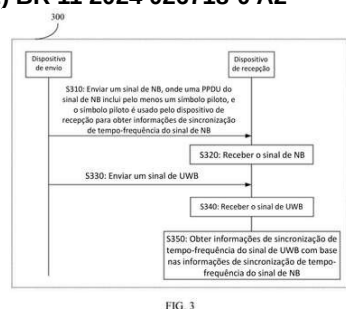 BR 11 2024 026718-6 A2
300
Dispositivo
de envio
Dispositivo
de recepção
S310: Enviar um sinal de NB, onde uma PPDU do
sinal de NB inclui pelo menos um símbolo piloto, e
o símbolo piloto é usado pelo dispositivo de
recepção para obter informações de sincronização
de tempo-frequência do sinal de NB
S320: Receber o sinal de NB
S330: Enviar um sinal de UWB
S340: Receber o sinal de UWB
S350: Obter informações de sincronização de
tempo-frequência do sinal de UWB com base
nas informações de sincronização de tempo-
frequência do sinal de NB
FIG. 3